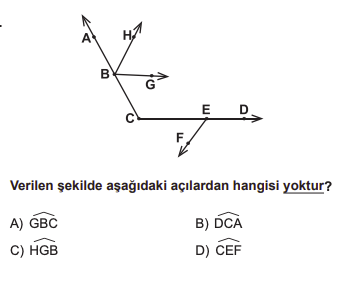 A
H
B
G
C
E
D
F
Verilen şekilde aşağıdaki açılardan hangisi yoktur?
A) GBC
B) DCA
C) HGB
D) CEF